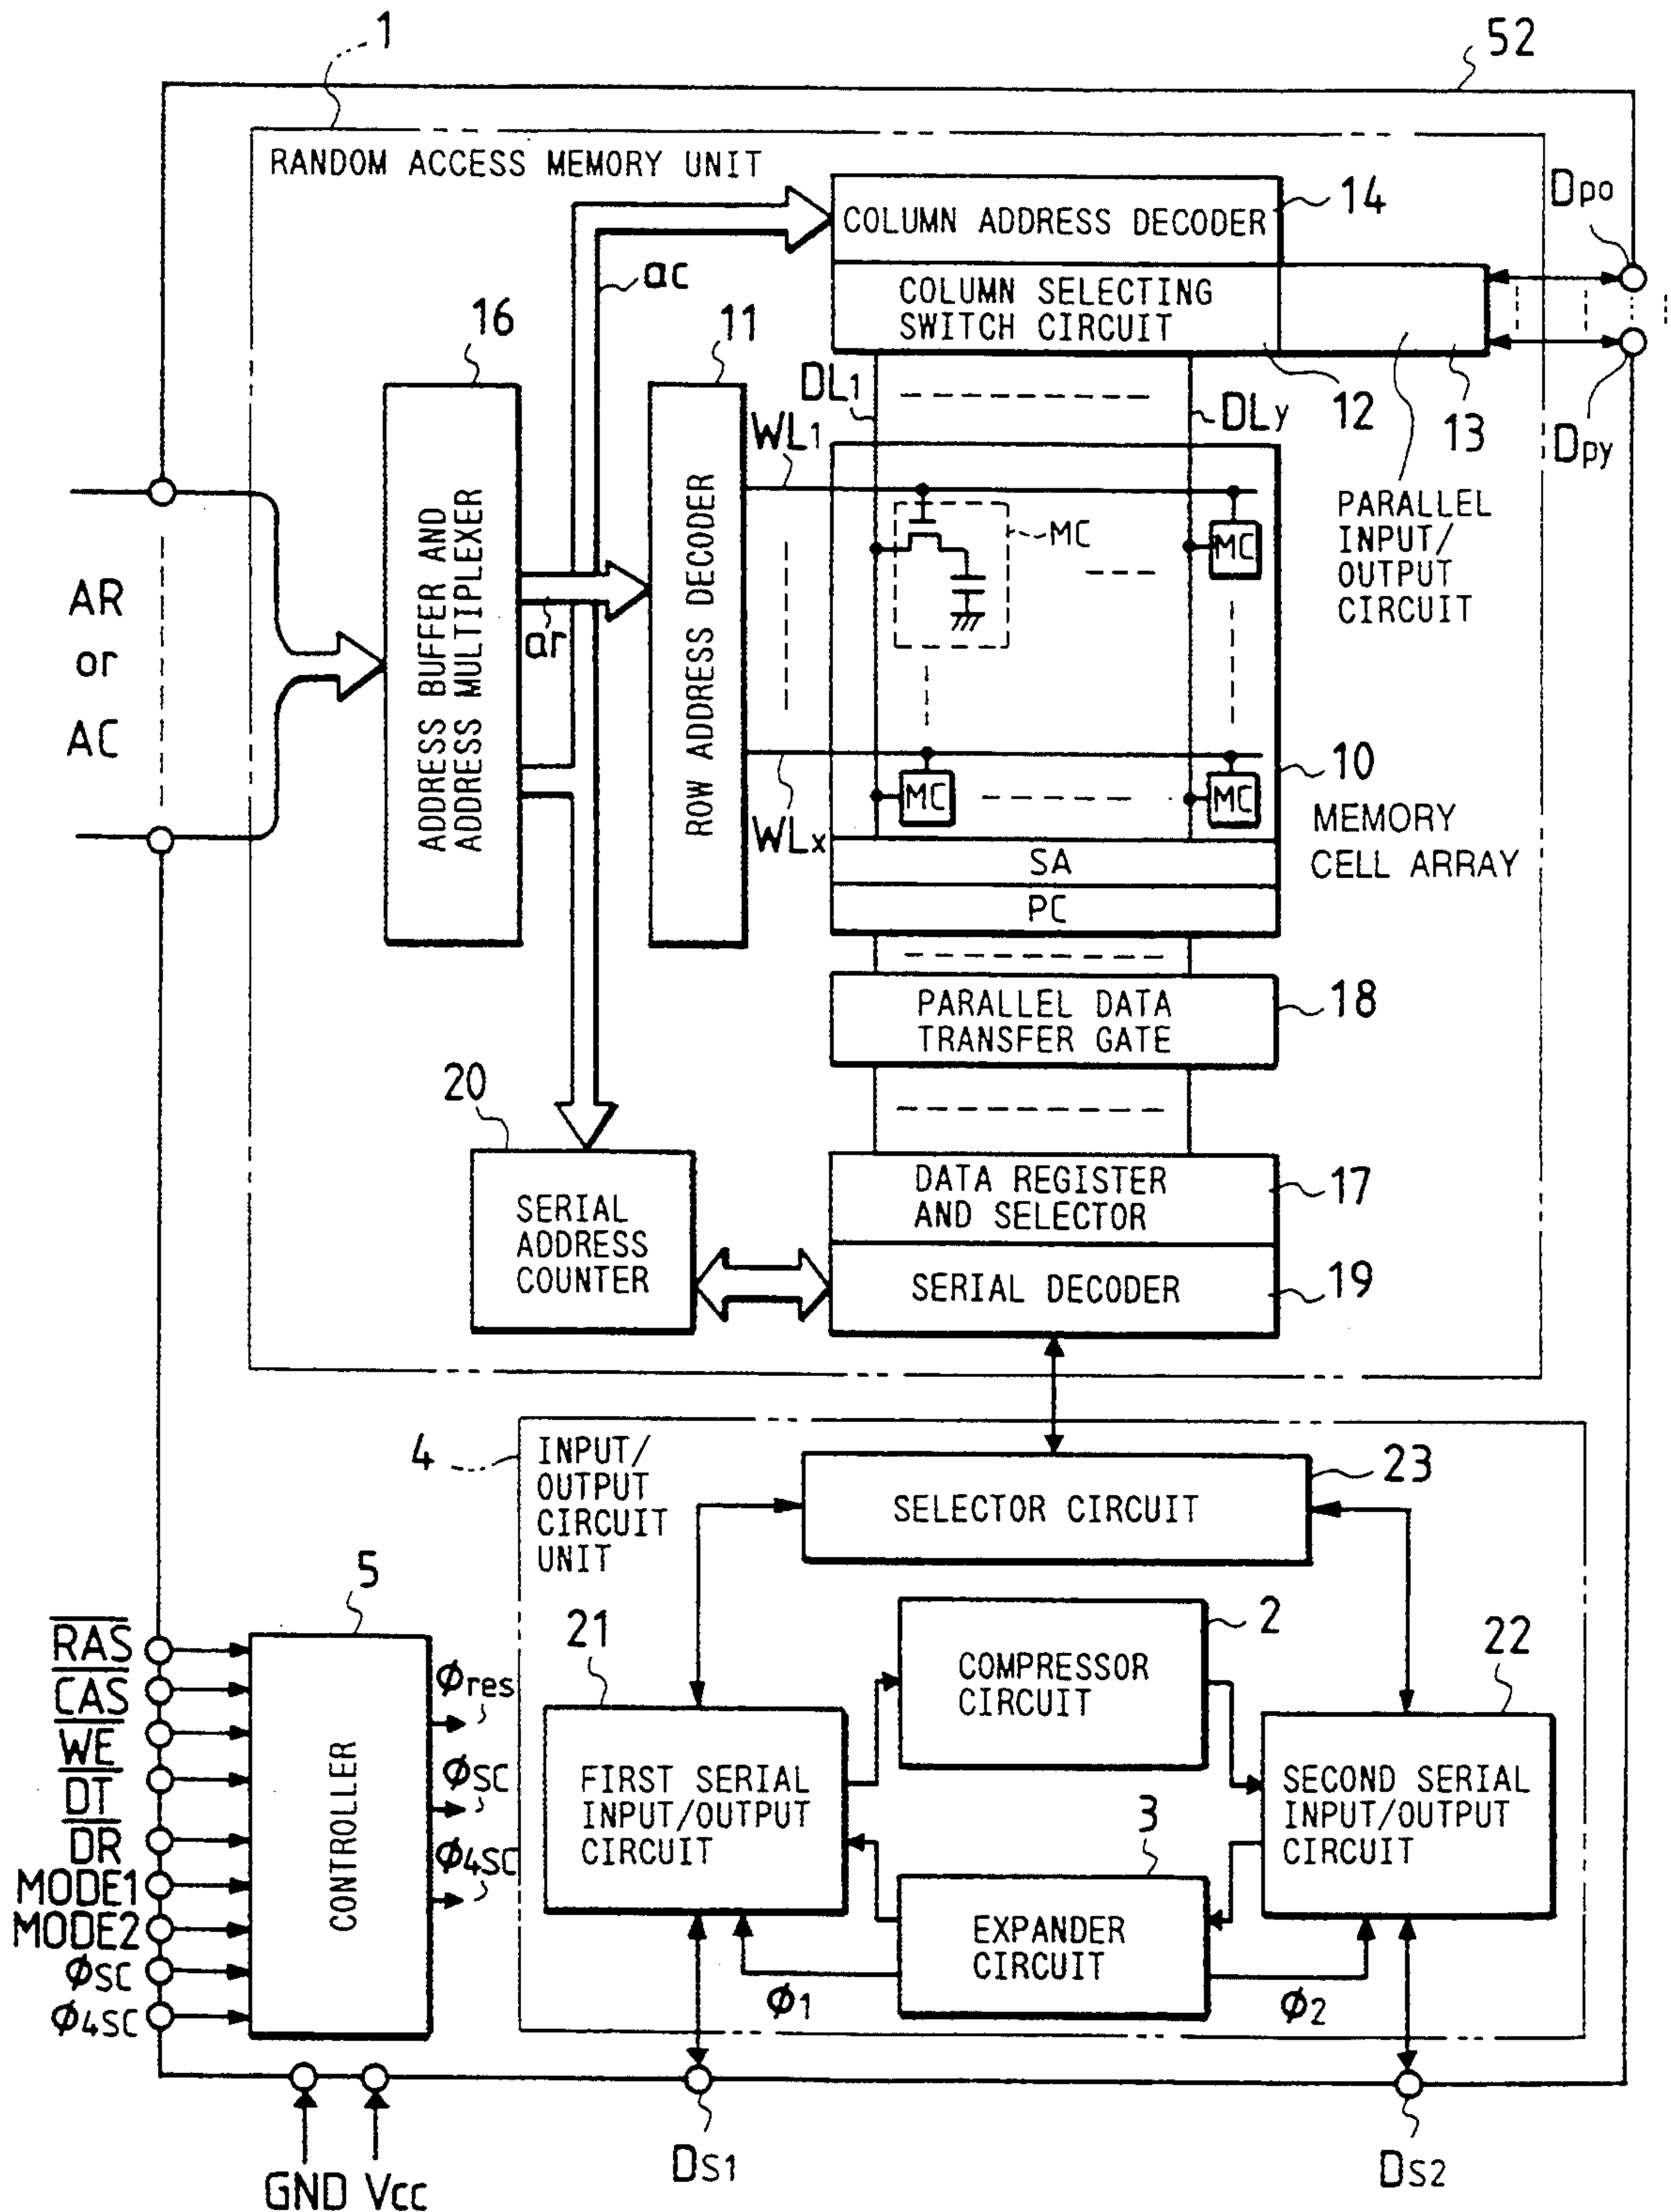 1
52
RANDOM ACCESS MEMORY UNIT
COLUMN ADDRESS DECODER
14
Dpo
COLUMN SELECTING
SWITCH CIRCUIT
ac
16
11
DL1
DLy
12
13
Dpy
WL1
PARALLEL
INPUT/
OUTPUT
CIRCUIT
MC
MC
ADDRESS BUFFER AND
ADDRESS MULTIPLEXER
ROW ADDRESS DECODER
AR
or
AC
ar
10
MEMORY
CELL ARRAY
MC
MC
WLx
SA
PC
PARALLEL DATA
TRANSFER GATE
18
20
SERIAL
ADDRESS
COUNTER
DATA REGISTER
AND SELECTOR
17
SERIAL DECODER
19
4
INPUT/
OUTPUT
CIRCUIT
UNIT
SELECTOR CIRCUIT
23
5
21
COMPRESSOR
CIRCUIT
2
22
R̅A̅S̅
C̅A̅S̅
W̅E̅
D̅T̅
D̅R̅
MODE1
MODE2
ϕSC
ϕ4SC
CONTROLLER
ϕres
ϕSC
ϕ4SC
FIRST SERIAL
INPUT/OUTPUT
CIRCUIT
SECOND SERIAL
INPUT/OUTPUT
CIRCUIT
3
EXPANDER
CIRCUIT
ϕ1
ϕ2
GND
Vcc
DS1
DS2